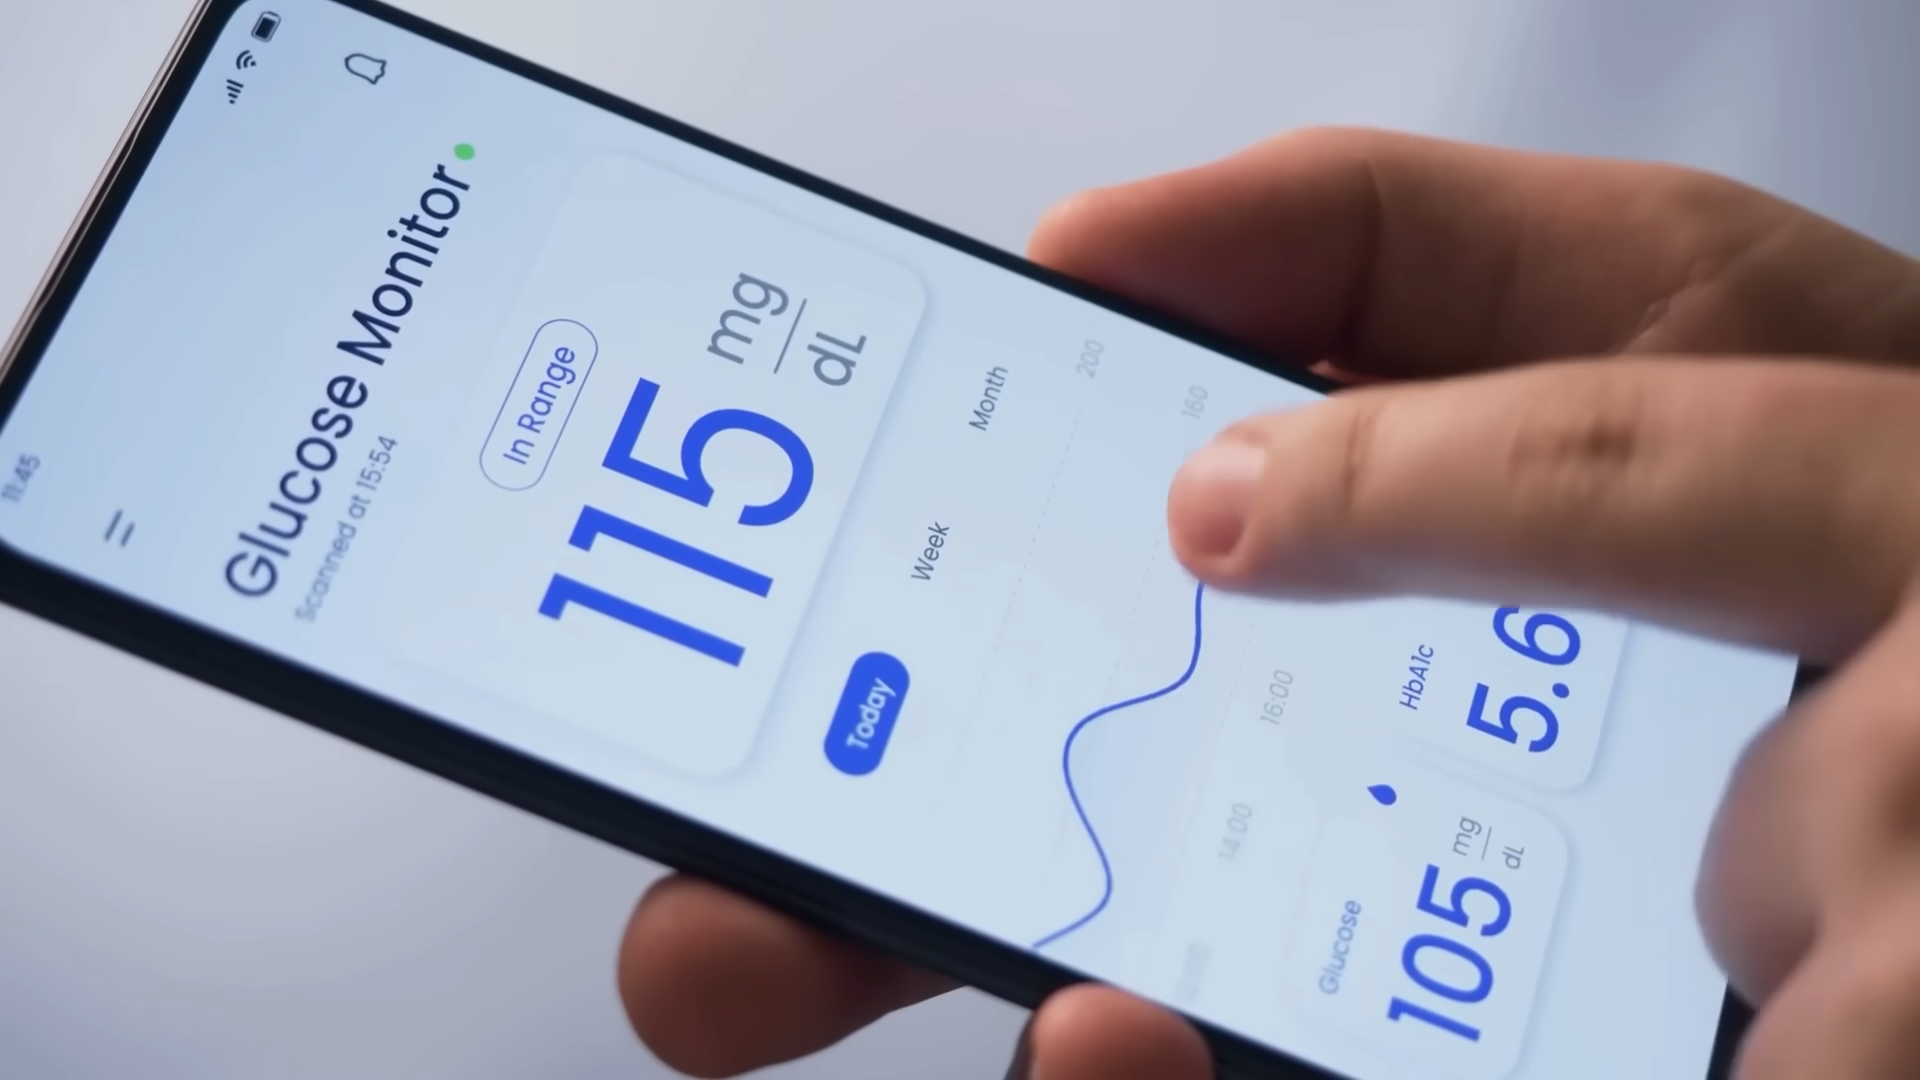 11:45
Glucose Monitor
Scanned at 15:54
In Range
115 mg
dL
Today Week Month
200
160
14:00 16:00
Glucose
105 mg
dL
HbA1c
5.6